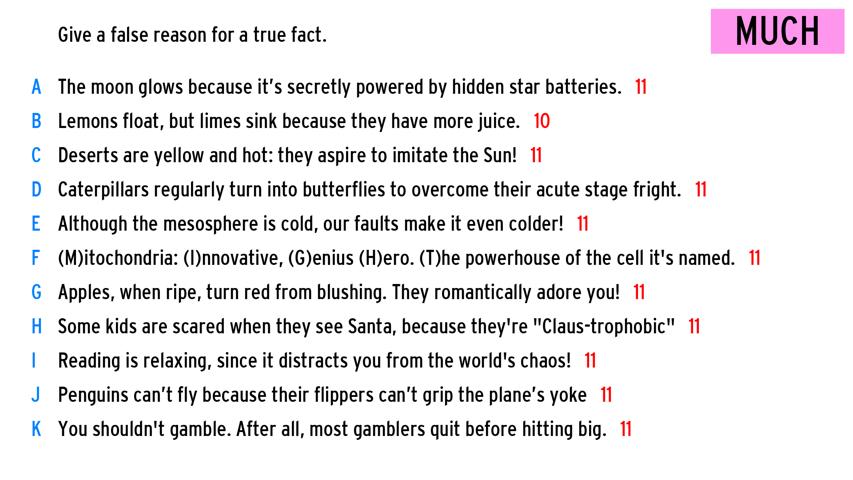 Give a false reason for a true fact.
MUCH
A The moon glows because it's secretly powered by hidden star batteries. 11
B Lemons float, but limes sink because they have more juice. 10
C Deserts are yellow and hot: they aspire to imitate the Sun! 11
D Caterpillars regularly turn into butterflies to overcome their acute stage fright. 11
E Although the mesosphere is cold, our faults make it even colder! 11
F (M)itochondria: (I)nnovative, (G)enius (H)ero. (T)he powerhouse of the cell it's named. 11
G Apples, when ripe, turn red from blushing. They romantically adore you! 11
H Some kids are scared when they see Santa, because they're "Claus-trophobic" 11
I Reading is relaxing, since it distracts you from the world's chaos! 11
J Penguins can't fly because their flippers can't grip the plane's yoke 11
K You shouldn't gamble. After all, most gamblers quit before hitting big. 11